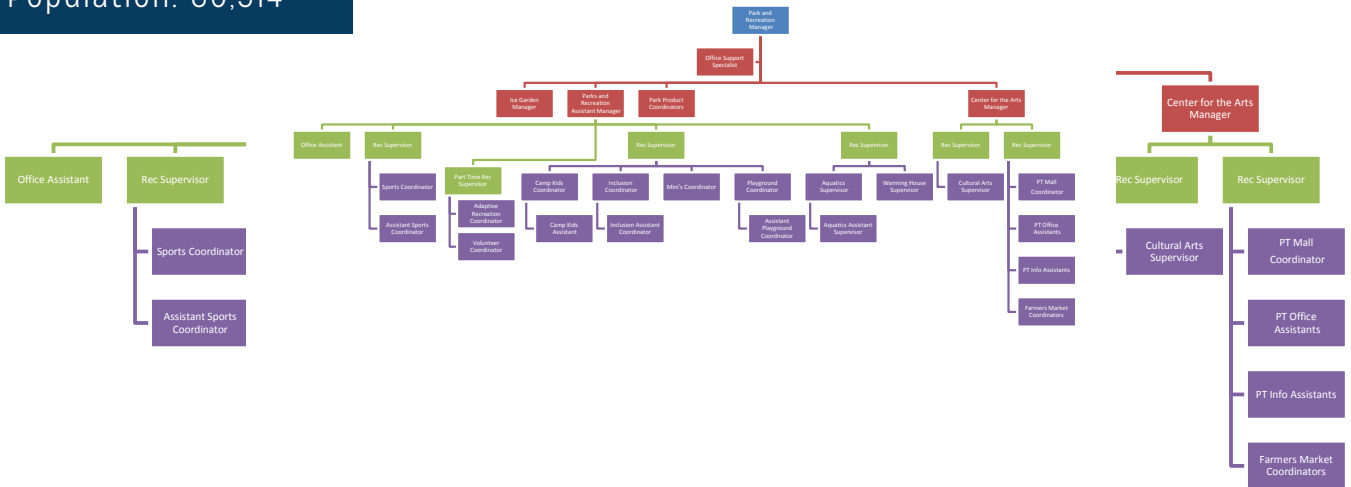 Park and
Recreation
Manager
Office Support
Specialist
Ice Garden
Manager
Parks and
Recreation
Assistant Manager
Park Product
Coordinators
Center for the Arts
Manager
Office Assistant
Rec Supervisor
Rec Supervisor
Rec Supervisor
Rec Supervisor
Rec Supervisor
Part Time Rec
Supervisor
Sports Coordinator
Assistant Sports
Coordinator
Adaptive
Recreation
Coordinator
Volunteer
Coordinator
Camp Kids
Coordinator
Camp Kids
Assistant
Inclusion
Coordinator
Inclusion Assistant
Coordinator
Mini's Coordinator
Playground
Coordinator
Assistant
Playground
Coordinator
Aquatics
Supervisor
Aquatics Assistant
Supervisor
Warming House
Supervisor
Cultural Arts
Supervisor
PT Mall
Coordinator
PT Office
Assistants
PT Info Assistants
Farmers Market
Coordinators
Office Assistant
Rec Supervisor
Sports Coordinator
Assistant Sports
Coordinator
Center for the Arts
Manager
Rec Supervisor
Rec Supervisor
Cultural Arts
Supervisor
PT Mall
Coordinator
PT Office
Assistants
PT Info Assistants
Farmers Market
Coordinators
Population: